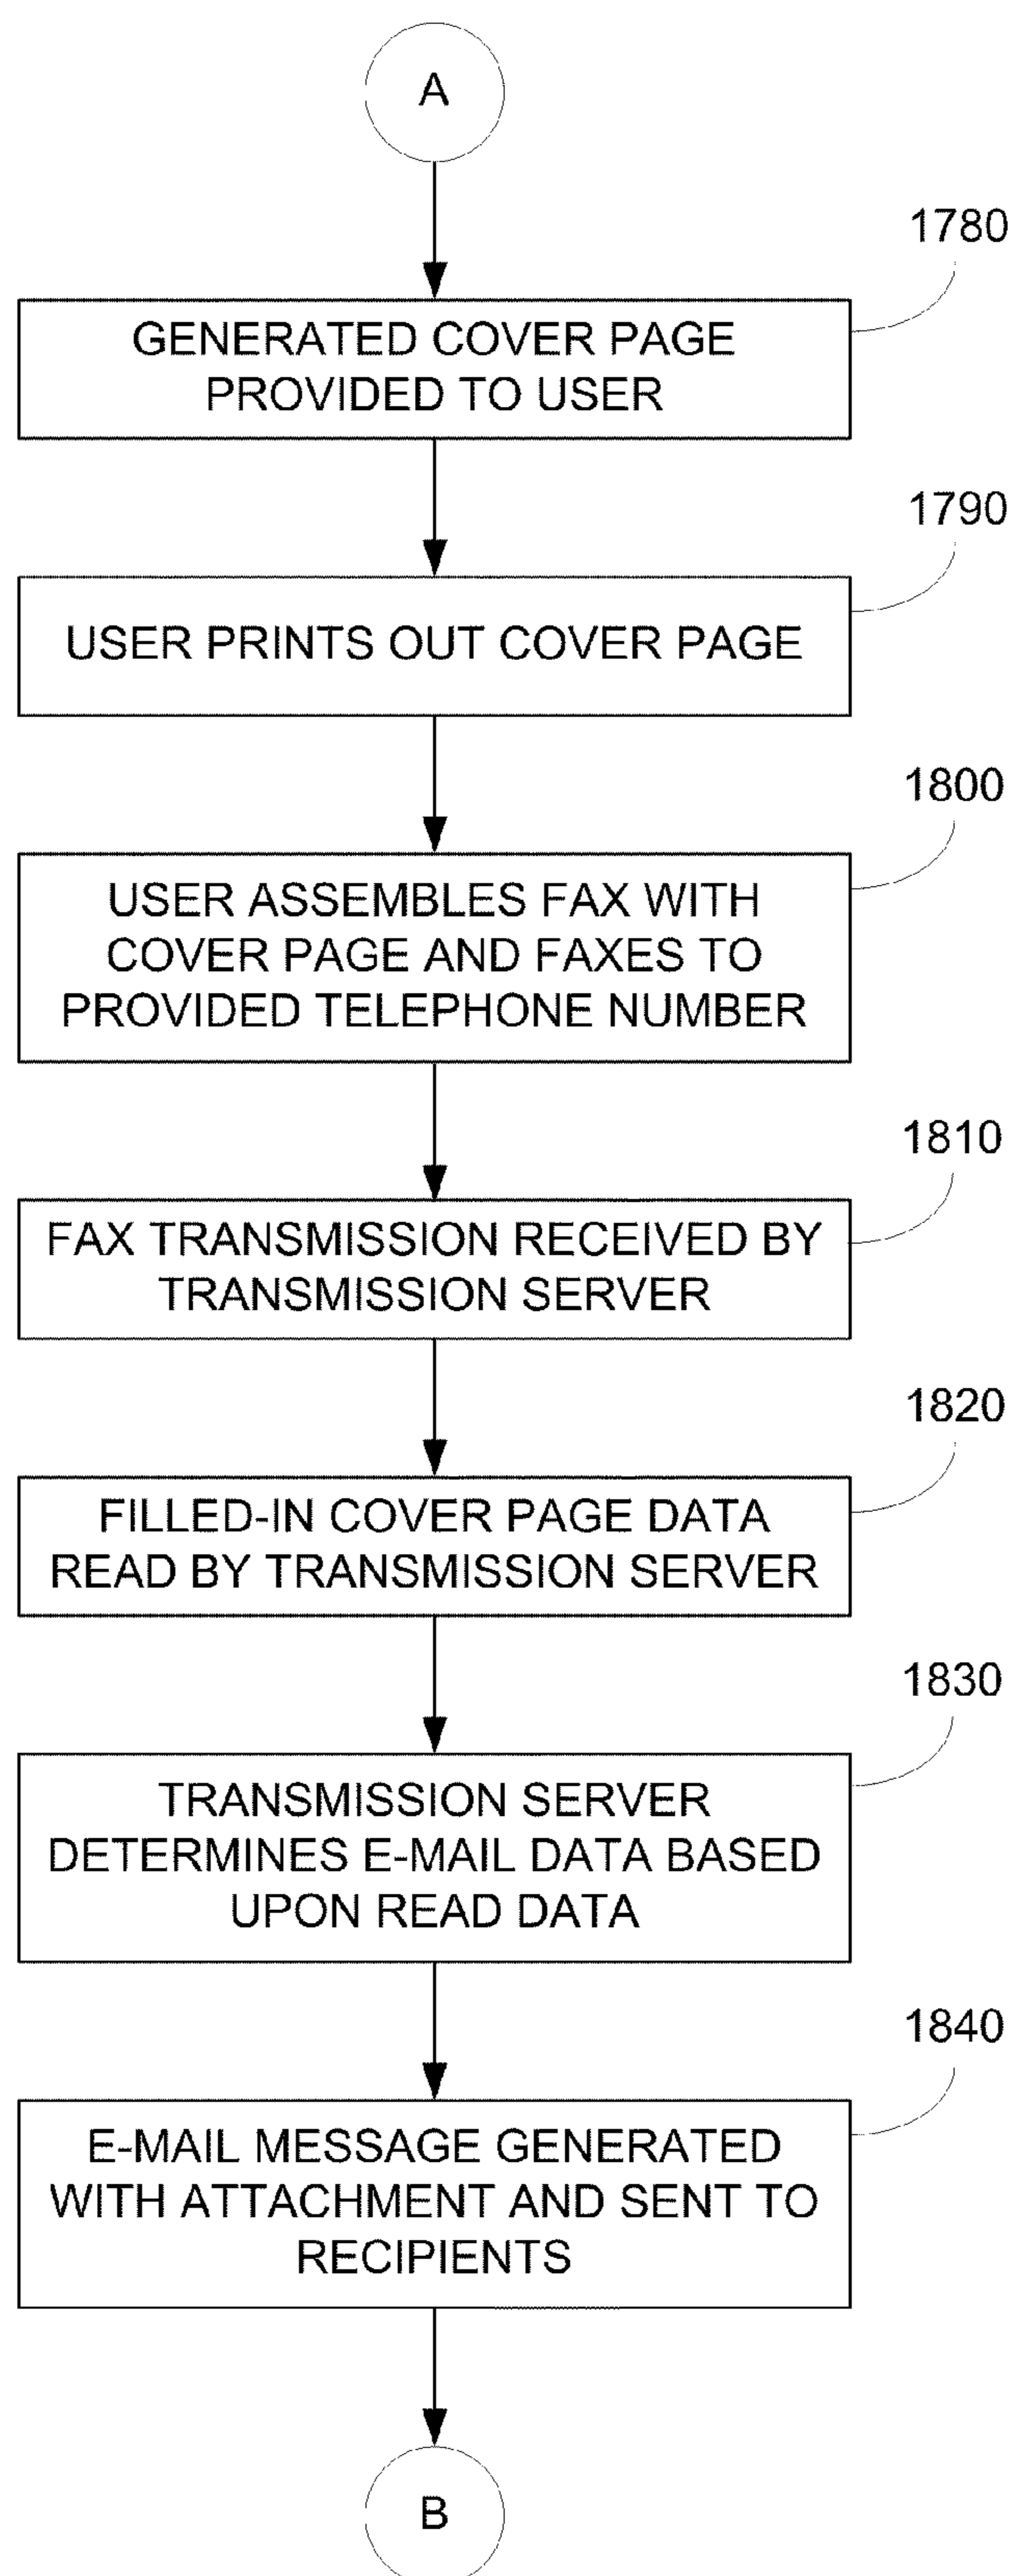 A
1780
GENERATED COVER PAGE
PROVIDED TO USER
1790
USER PRINTS OUT COVER PAGE
1800
USER ASSEMBLES FAX WITH
COVER PAGE AND FAXES TO
PROVIDED TELEPHONE NUMBER
1810
FAX TRANSMISSION RECEIVED BY
TRANSMISSION SERVER
1820
FILLED-IN COVER PAGE DATA
READ BY TRANSMISSION SERVER
1830
TRANSMISSION SERVER
DETERMINES E-MAIL DATA BASED
UPON READ DATA
1840
E-MAIL MESSAGE GENERATED
WITH ATTACHMENT AND SENT TO
RECIPIENTS
B